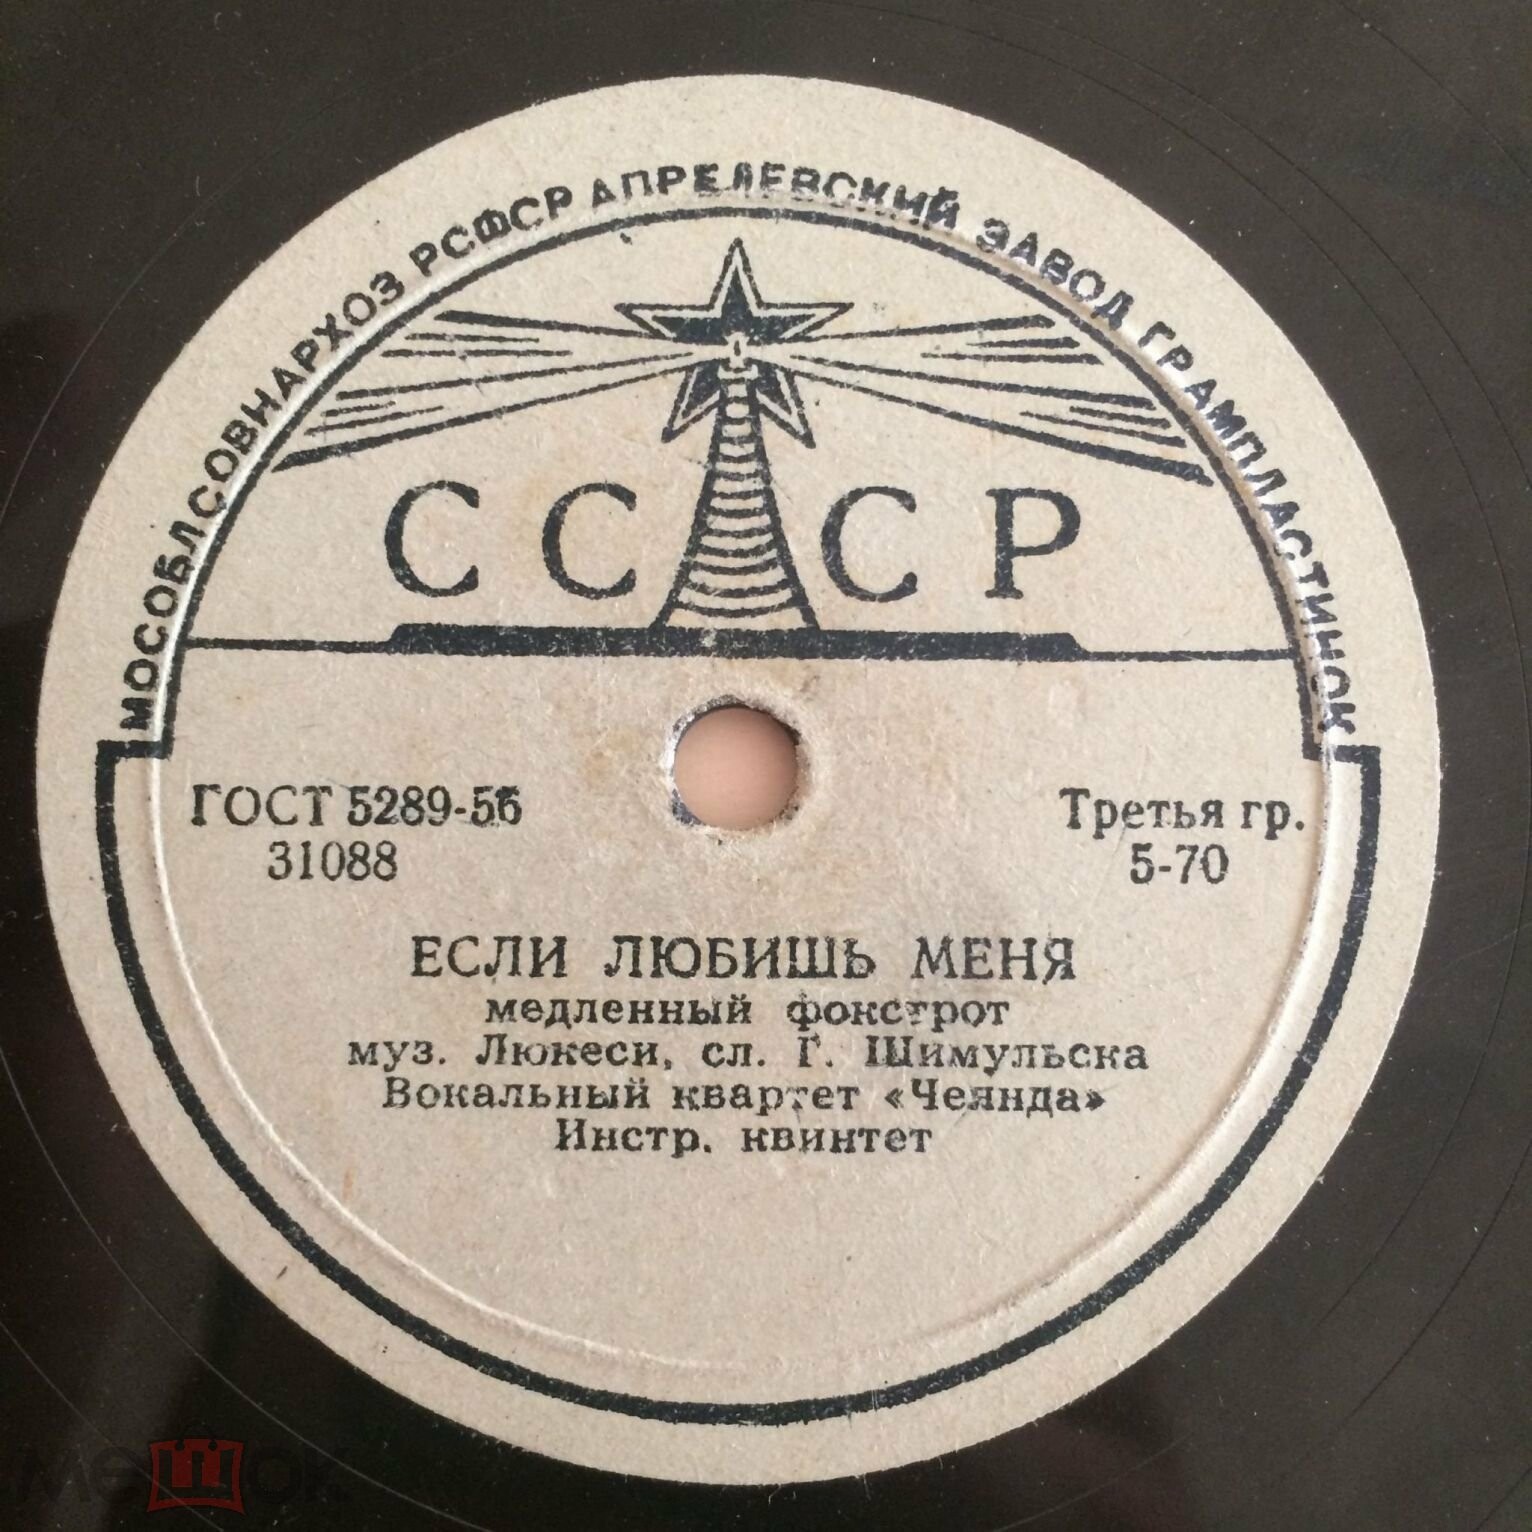 МОСОБЛСОВНАРХОЗ РСФСР АПРЕЛЕВСКИЙ ЗАВОД ГРАМПЛАСТИНОК
СССР
ГОСТ 5289-56
31088
Третья гр.
5-70
ЕСЛИ ЛЮБИШЬ МЕНЯ
медленный фокстрот
муз. Люкеси, сл. Г. Шимульска
Вокальный квартет «Чеянда»
Инстр. квинтет
мешок